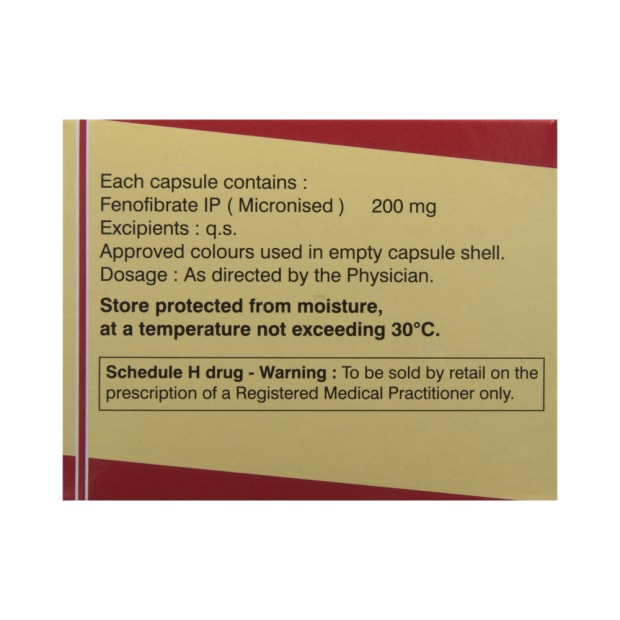 Each capsule contains :
Fenofibrate IP ( Micronised ) 200 mg
Excipients : q.s.
Approved colours used in empty capsule shell.
Dosage : As directed by the Physician.
Store protected from moisture,
at a temperature not exceeding 30°C.
Schedule H drug - Warning : To be sold by retail on the
prescription of a Registered Medical Practitioner only.